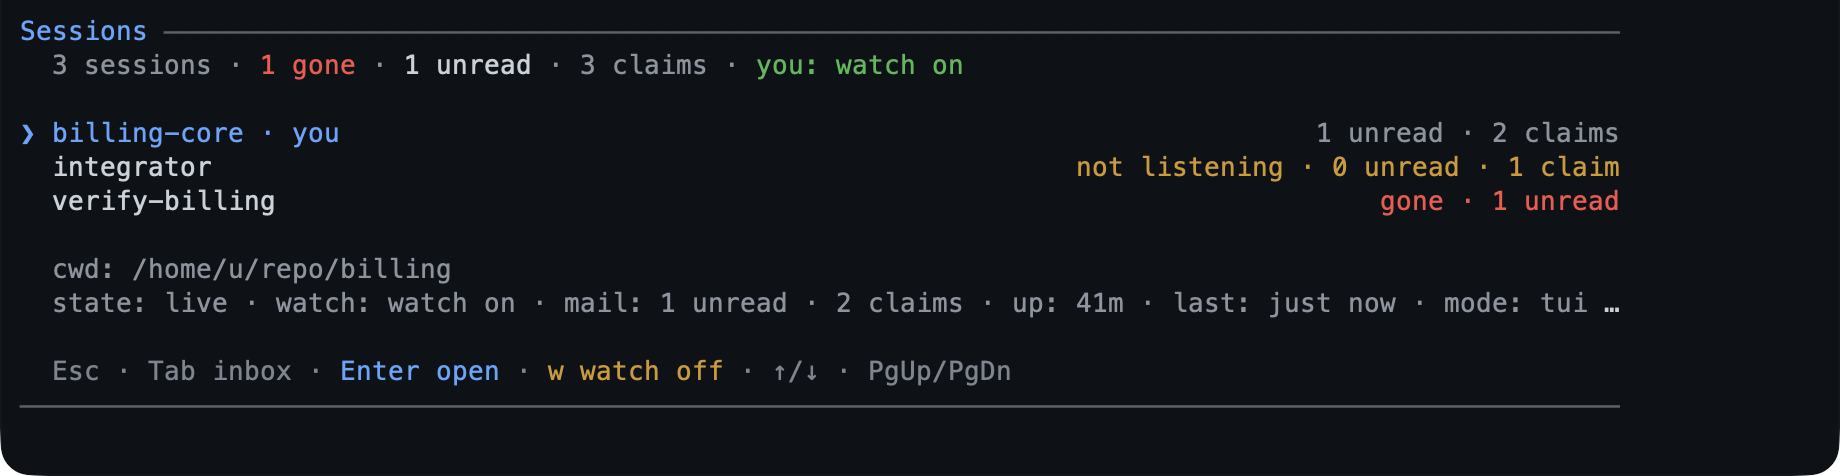 Sessions
3 sessions · 1 gone · 1 unread · 3 claims · you: watch on
❯ billing-core · you 1 unread · 2 claims
integrator not listening · 0 unread · 1 claim
verify-billing gone · 1 unread
cwd: /home/u/repo/billing
state: live · watch: watch on · mail: 1 unread · 2 claims · up: 41m · last: just now · mode: tui …
Esc · Tab inbox · Enter open · w watch off · ↑/↓ · PgUp/PgDn